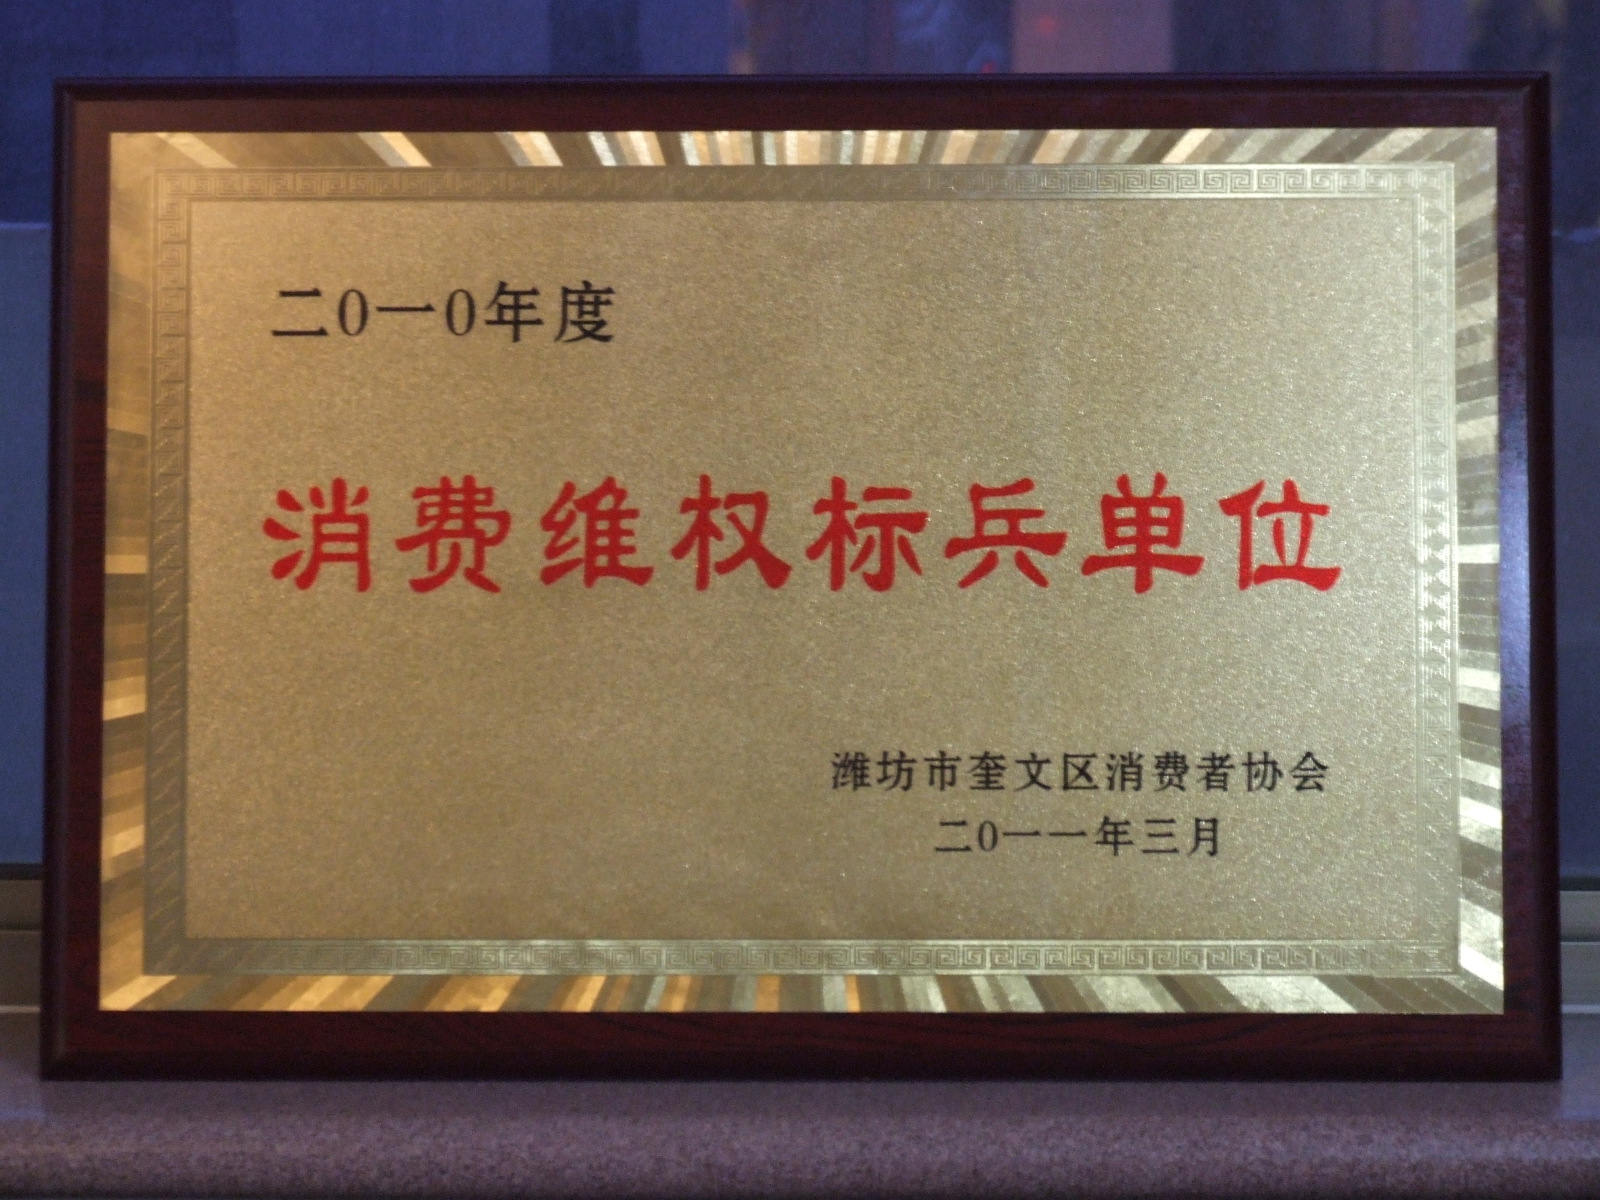 二0一0年度
消费维权标兵单位
潍坊市奎文区消费者协会
二0一一年三月